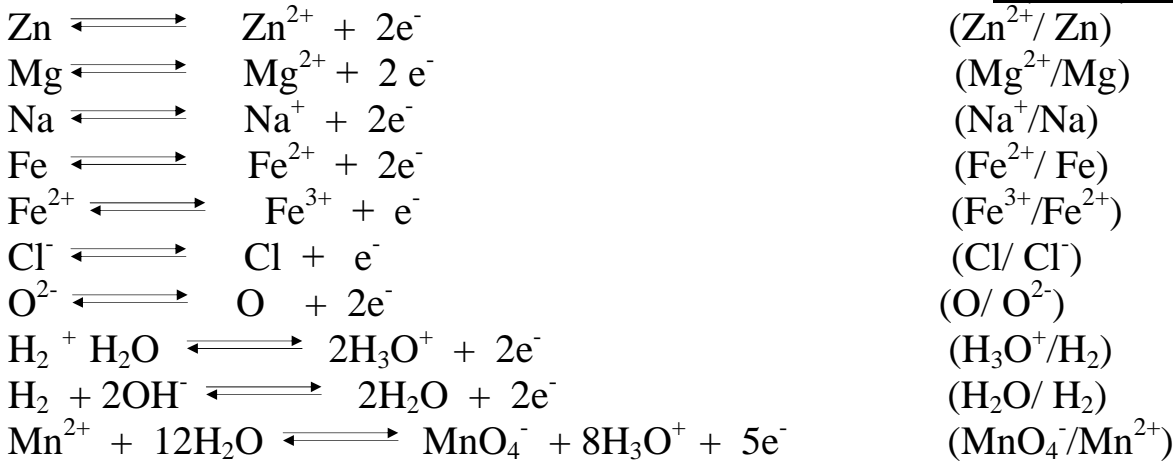 Zn ⇌ Zn²⁺ + 2e⁻ (Zn²⁺/ Zn)
Mg ⇌ Mg²⁺ + 2 e⁻ (Mg²⁺/Mg)
Na ⇌ Na⁺ + 2e⁻ (Na⁺/Na)
Fe ⇌ Fe²⁺ + 2e⁻ (Fe²⁺/ Fe)
Fe²⁺ ⇌ Fe³⁺ + e⁻ (Fe³⁺/Fe²⁺)
Cl⁻ ⇌ Cl + e⁻ (Cl/ Cl⁻)
O²⁻ ⇌ O + 2e⁻ (O/ O²⁻)
H₂ ⁺ H₂O ⇌ 2H₃O⁺ + 2e⁻ (H₃O⁺/H₂)
H₂ + 2OH⁻ ⇌ 2H₂O + 2e⁻ (H₂O/ H₂)
Mn²⁺ + 12H₂O ⇌ MnO₄⁻ + 8H₃O⁺ + 5e⁻ (MnO₄⁻/Mn²⁺)